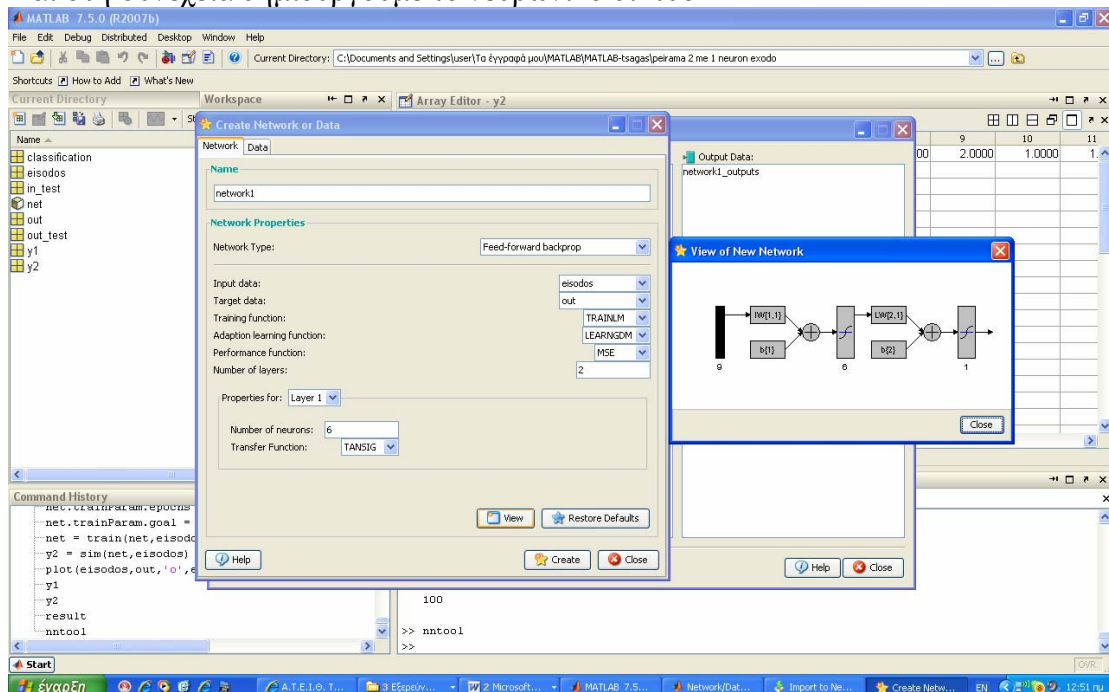 MATLAB 7.5.0 (R2007b)
File Edit Debug Distributed Desktop Window Help
Current Directory: C:\Documents and Settings\user\Τα έγγραφά μου\MATLAB\MATLAB-tsagas\peirama 2 me 1 neuron exodo
Shortcuts How to Add What's New
Current Directory
Workspace
Array Editor - y2
Name
classification
eisodos
in_test
net
out
out_test
y1
y2
Create Network or Data
Network Data
Name
network1
Network Properties
Network Type: Feed-forward backprop
Input data: eisodos
Target data: out
Training function: TRAINLM
Adaption learning function: LEARNGDM
Performance function: MSE
Number of layers: 2
Properties for: Layer 1
Number of neurons: 6
Transfer Function: TANSIG
View Restore Defaults
Help Create Close
Output Data:
network1_outputs
Help Close
9 10 11
00 2.0000 1.0000 1.
View of New Network
IW{1,1} LW{2,1}
b{1} b{2}
9 6 1
Close
Command History
net.trainParam.epochs
net.trainParam.goal =
net = train(net,eisodo
y2 = sim(net,eisodos)
plot(eisodos,out,'o',e
y1
y2
result
nntool
100
>> nntool
>>
Start OVR
έναρξη A.T.E.I.Θ. T... 3 Εξερεύν... 2 Microsoft... MATLAB 7.5... Network/Dat... Import to Ne... Create Netw... EN 12:51 πμ